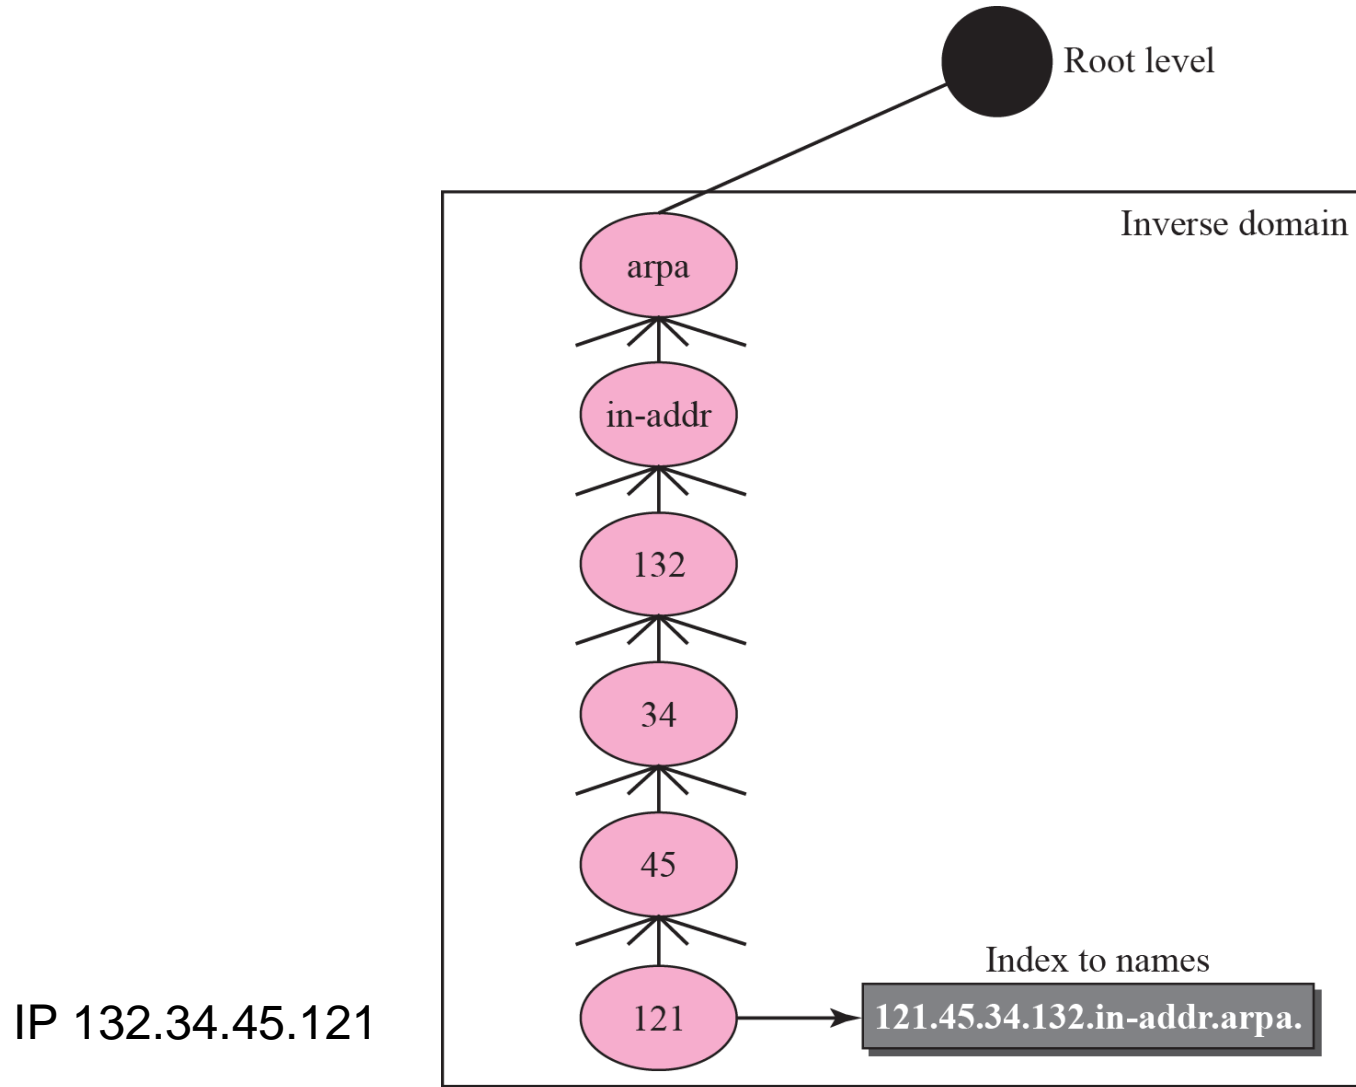 Root level
Inverse domain
arpa
in-addr
132
34
45
Index to names
IP 132.34.45.121
121
121.45.34.132.in-addr.arpa.